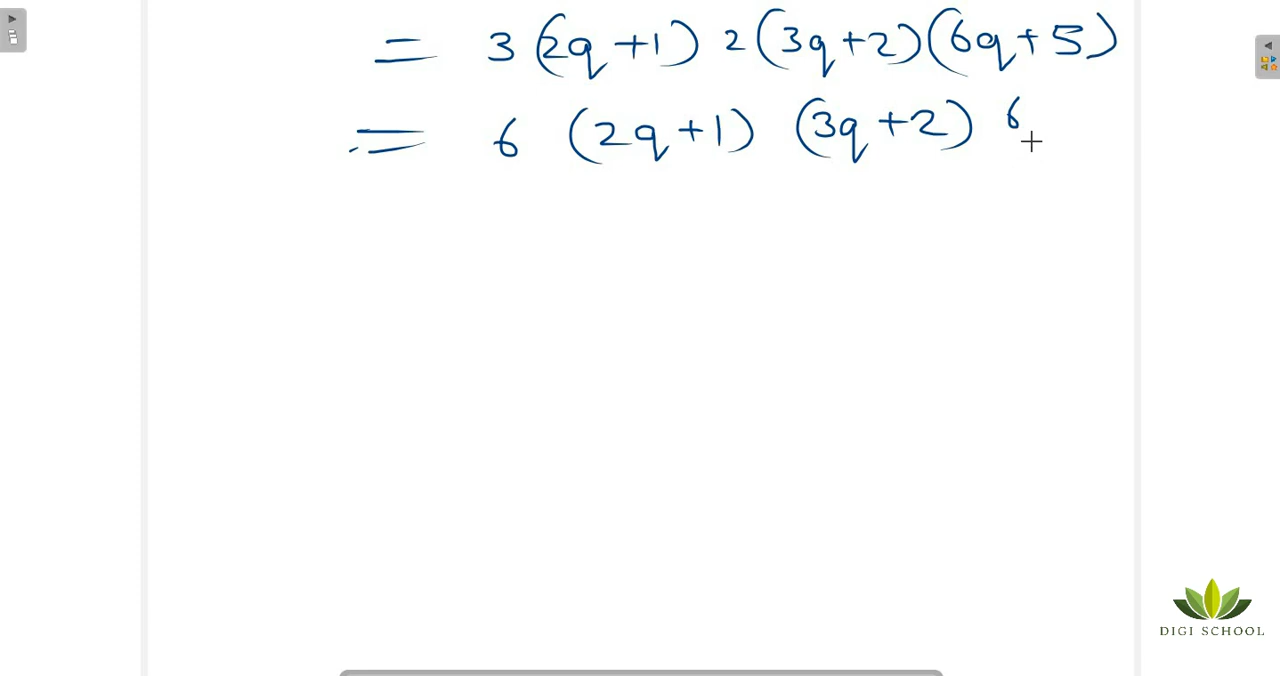 = 3 (2q +1) 2 (3q+2)(6q+5)
= 6 (2q+1) (3q+2) 6
DIGI SCHOOL